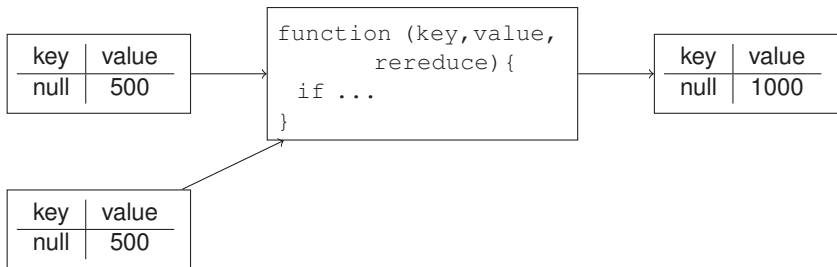 key value
null 500
function (key,value,
rereduce){
if ...
}
key value
null 1000
key value
null 500